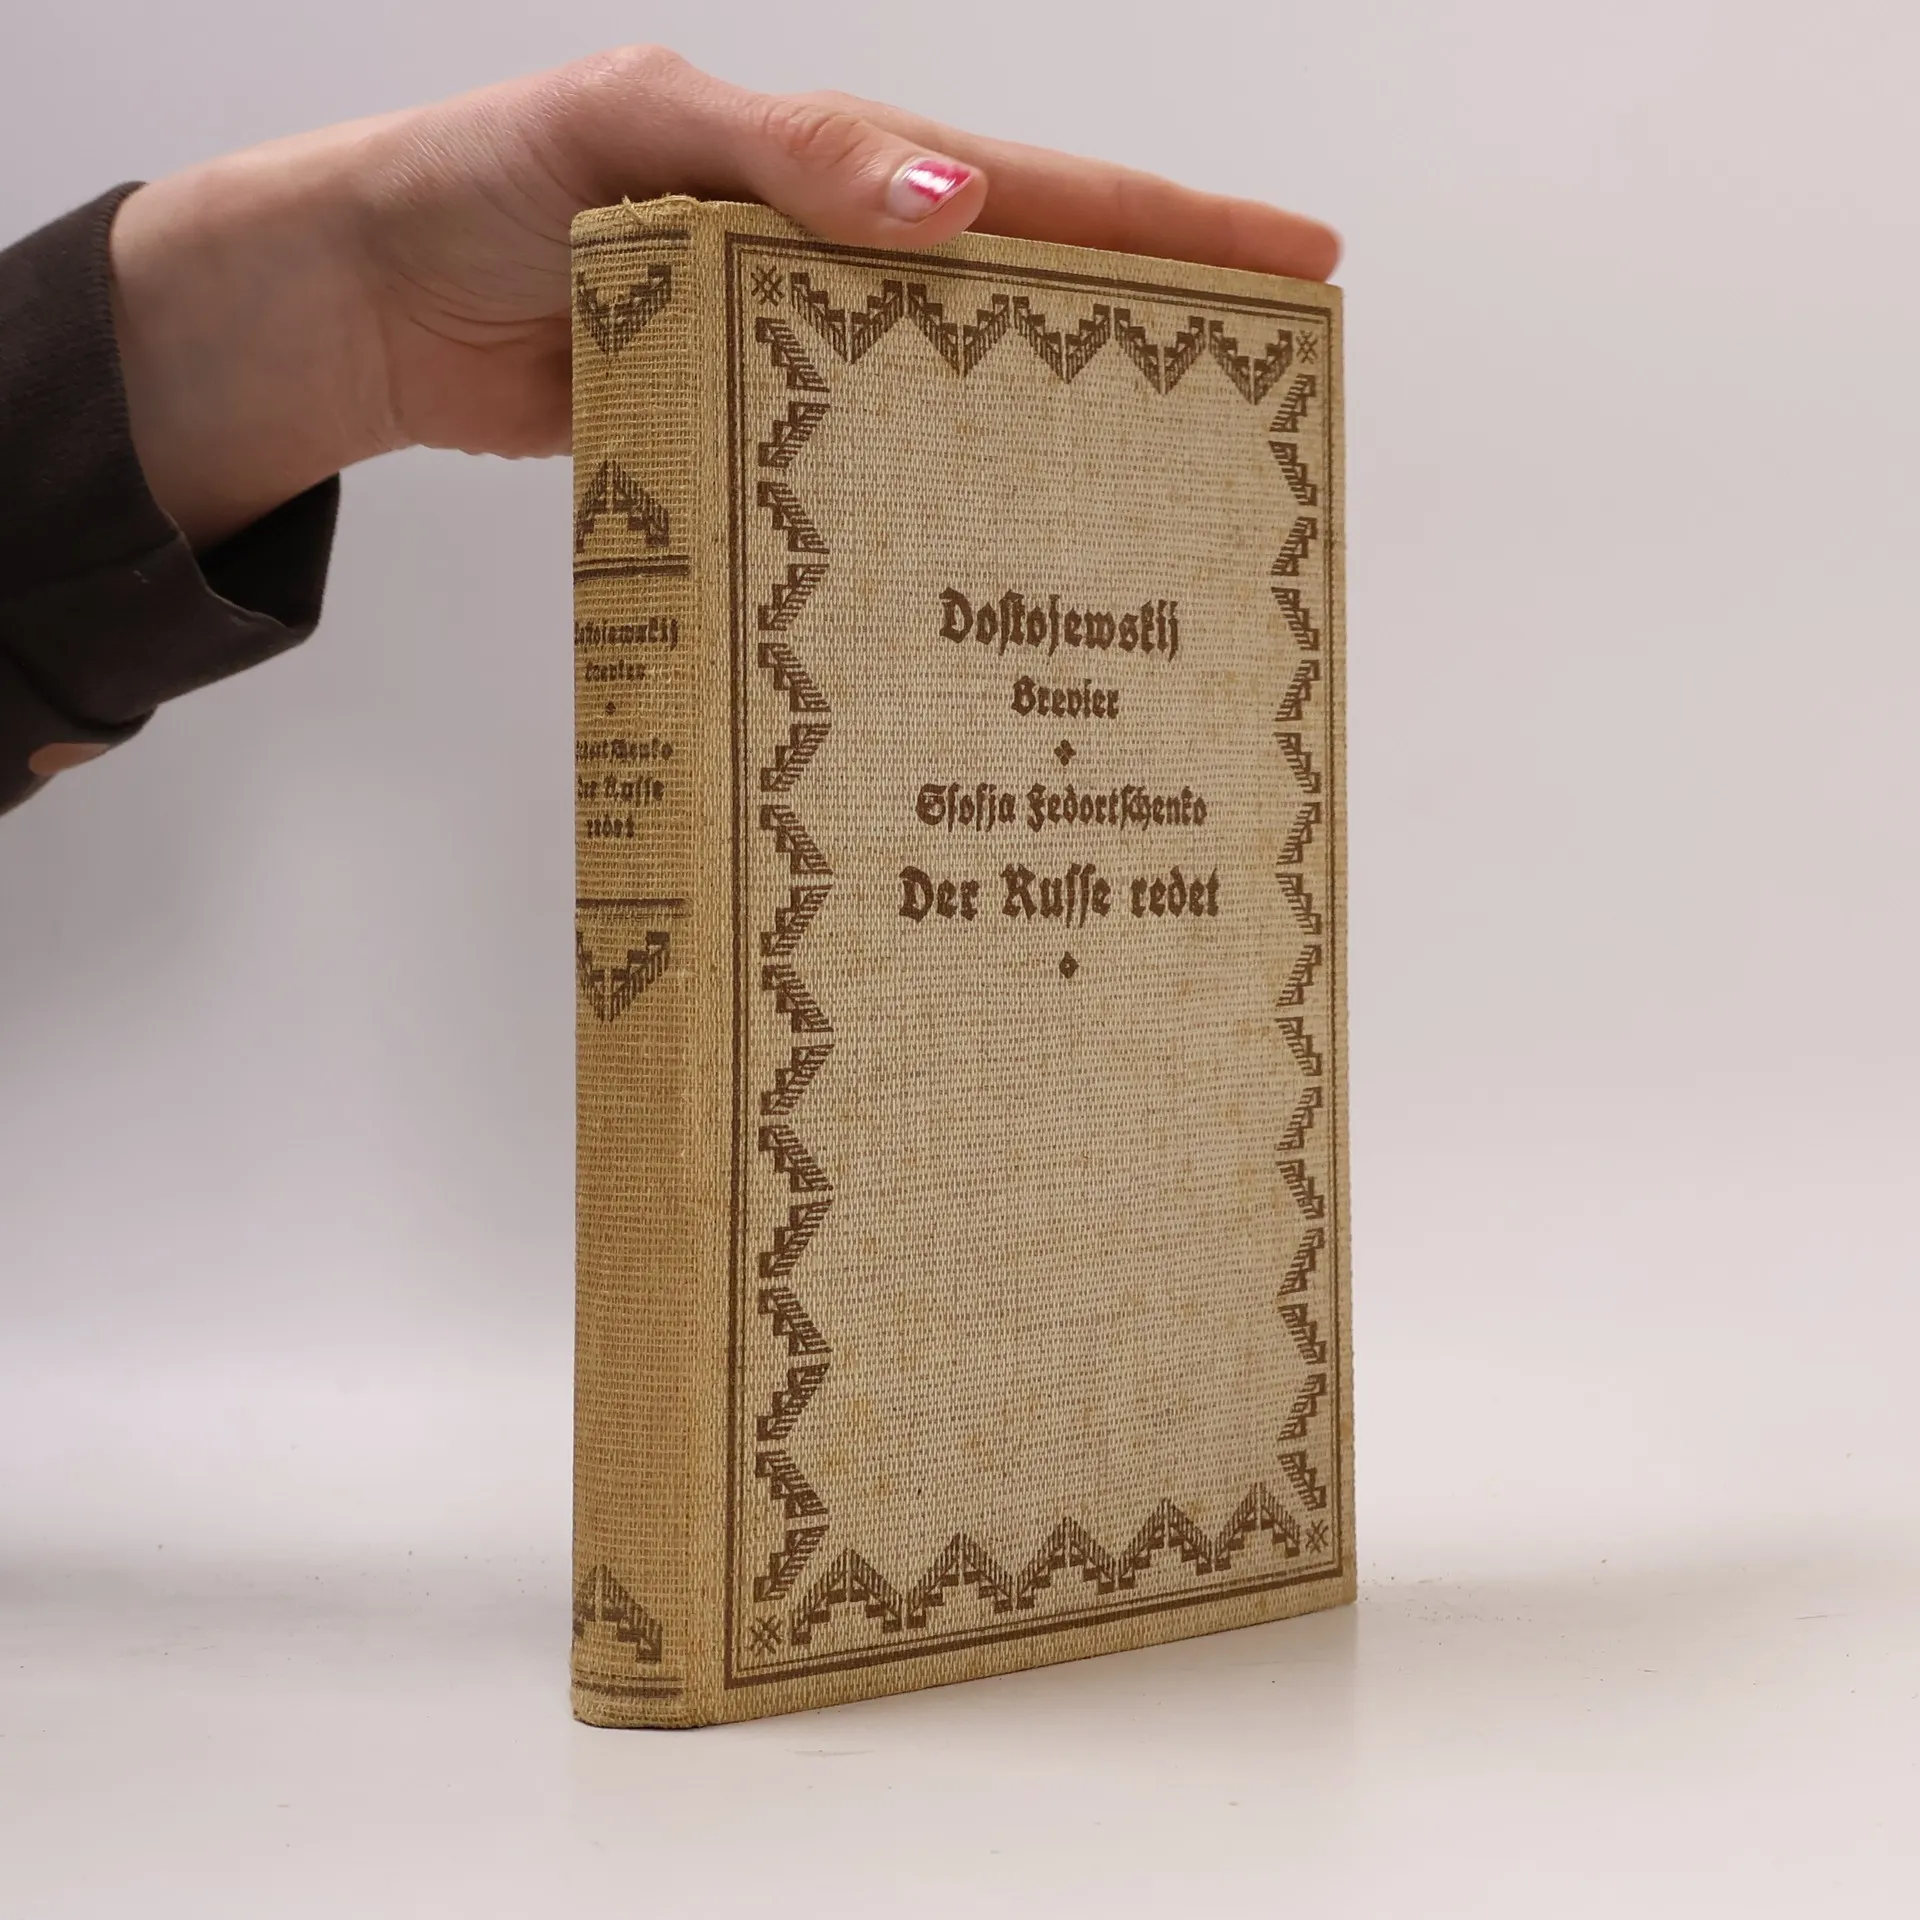 Dostojewskij
Brevier
Dostojewskij
Brevier
Ssofja Fedortschenko
Der Russe redet
Fedortschenko
Der Russe
redet